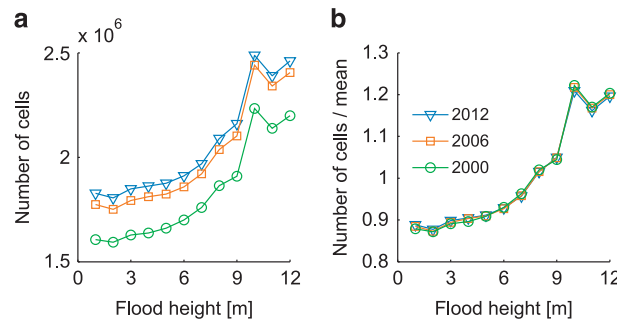 a
x 10^6
Number of cells
2.5
2
1.5
0 3 6 9 12
Flood height [m]
b
Number of cells / mean
1.3
1.2
1.1
1
0.9
0.8
2012
2006
2000
0 3 6 9 12
Flood height [m]